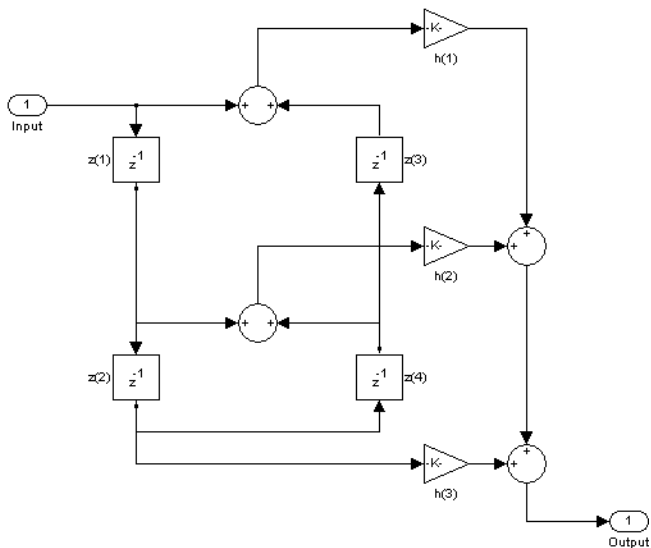 -K-
h(1)
1
Input
+ +
z(1)
z^-1
z^-1
z(3)
+
-K-
+
h(2)
+ +
z(2)
z^-1
z^-1
z(4)
+
-K-
+
h(3)
1
Output